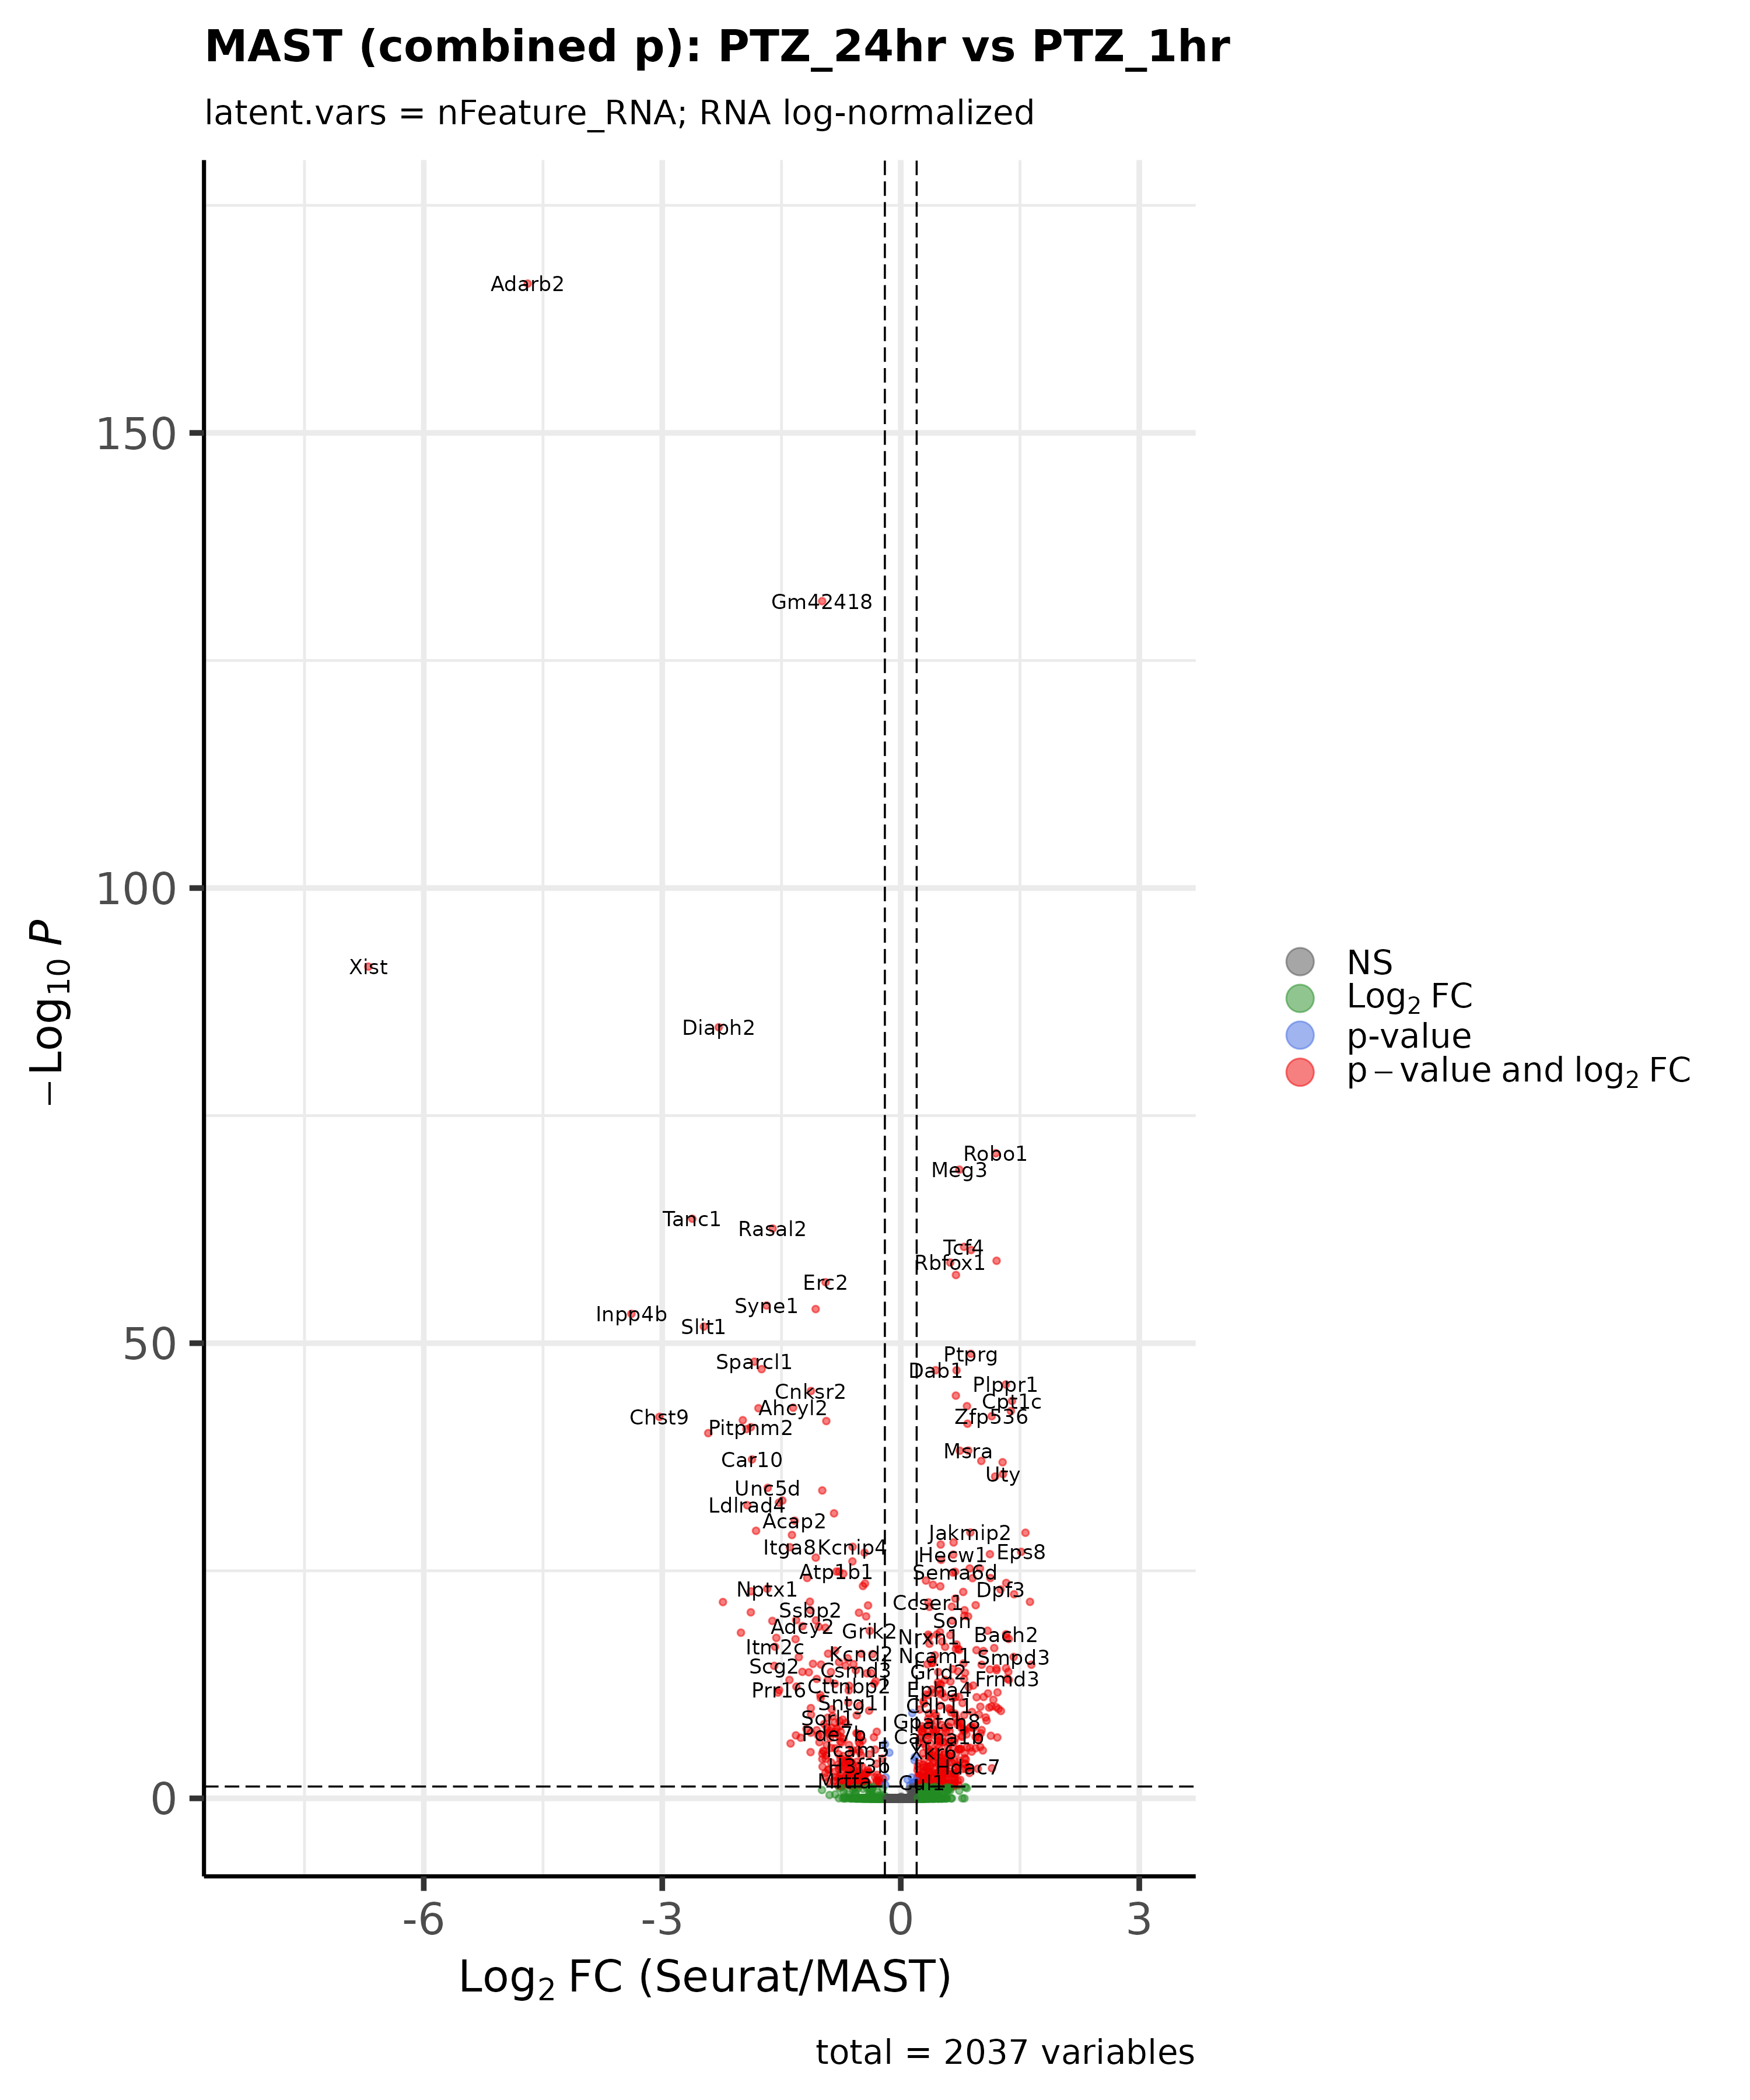 MAST (combined p): PTZ_24hr vs PTZ_1hr
latent.vars = nFeature_RNA; RNA log-normalized
Adarb2
150
Gm42418
100
Xist
Diaph2
−Log10 P
NS
Log2 FC
p-value
p−value and log2 FC
Robo1
Meg3
Tanc1
Rasal2
Tcf4
Rbfox1
Erc2
Syne1
Inpp4b
Slit1
50
Ptprg
Sparcl1
Dab1
Plppr1
Cnksr2
Cpt1c
Ahcyl2
Chst9
Zfp536
Pitpnm2
Msra
Car10
Uty
Unc5d
Ldlrad4
Acap2
Jakmip2
Itga8
Kcnip4
Hecw1
Eps8
Atp1b1
Sema6d
Nptx1
Dpf3
Ccser1
Ssbp2
Son
Adcy2
Grik2
Nrxn1
Bach2
Itm2c
Kcnd2
Ncam1
Smpd3
Scg2
Csmd3
Grid2
Frmd3
Prr16
Cttnbp2
Epha4
Sntg1
Cdh11
Sorl1
Gpatch8
Pde7b
Cacna1b
Icam5
Xkr6
H3f3b
Hdac7
Mrtfa
Cul1
0
-6
-3
0
3
Log2 FC (Seurat/MAST)
total = 2037 variables